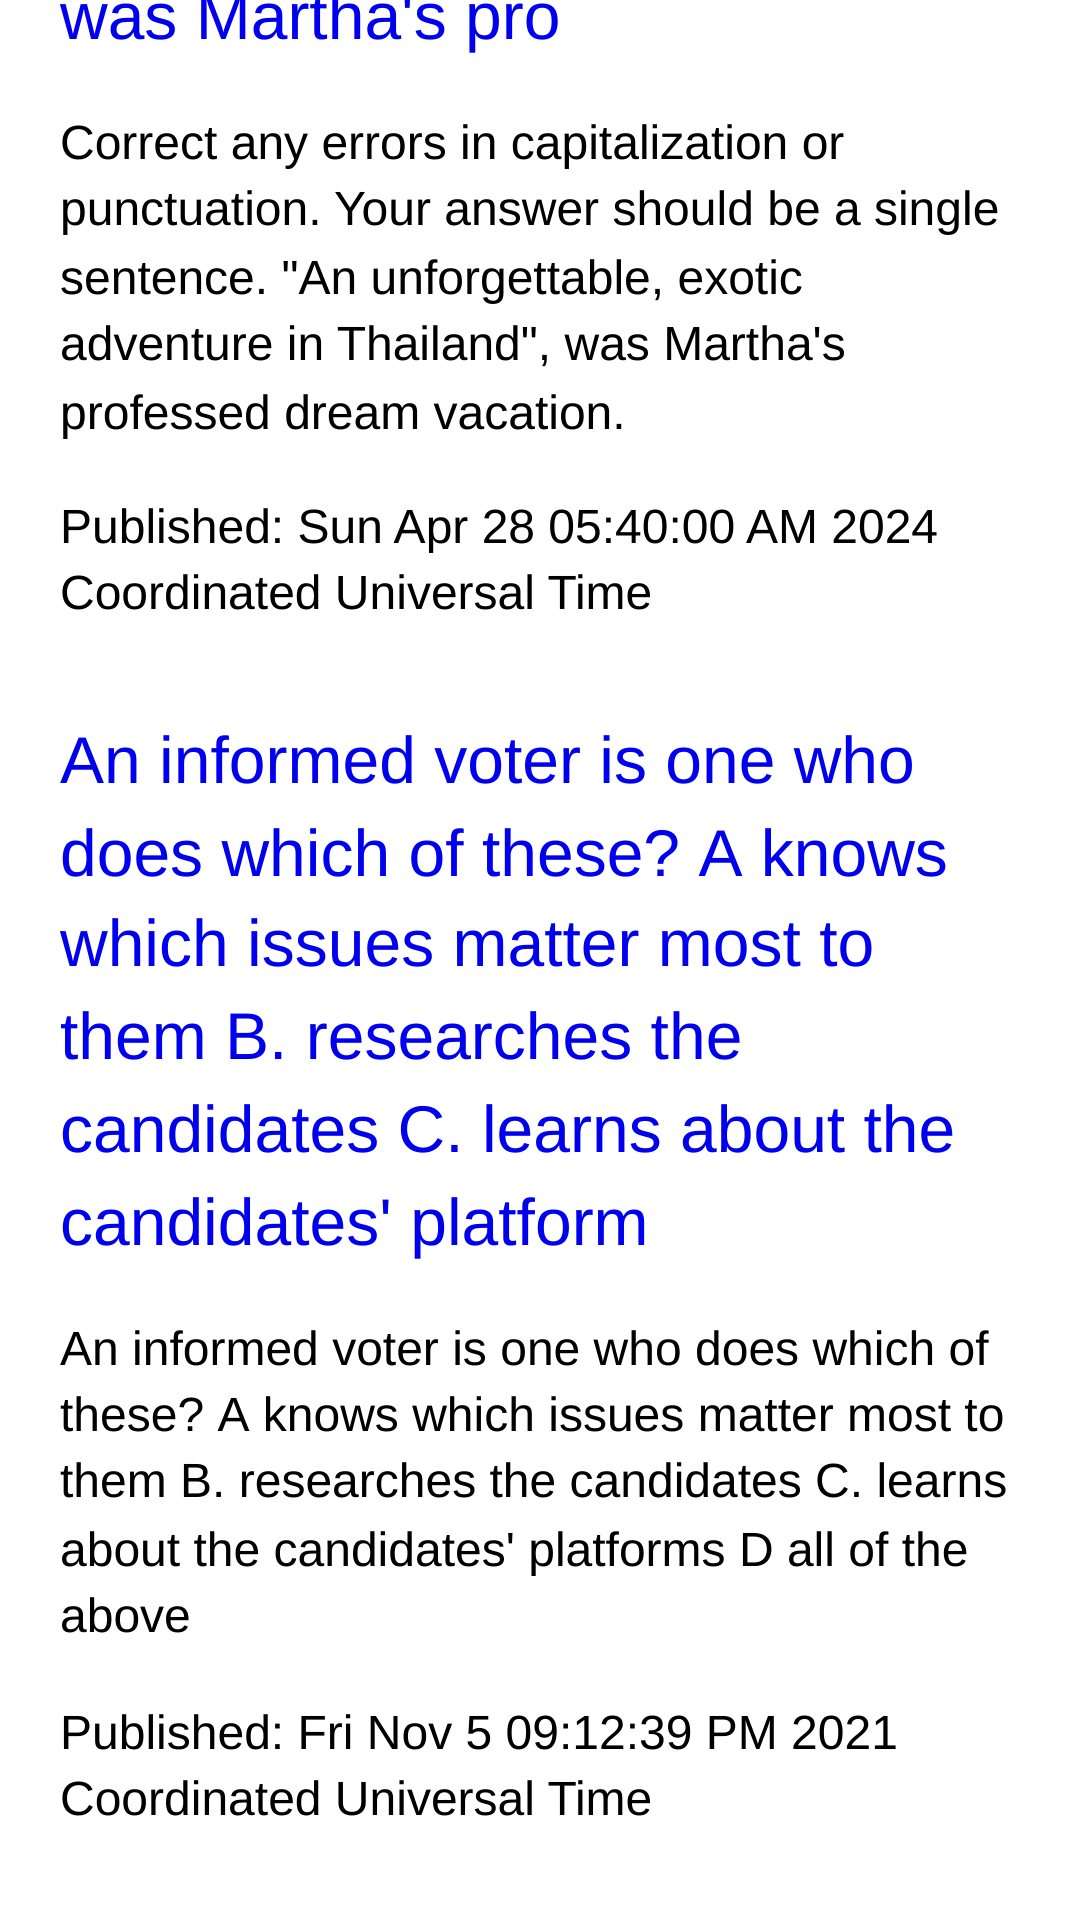 was Martha's pro
Correct any errors in capitalization or
punctuation. Your answer should be a single
sentence. "An unforgettable, exotic
adventure in Thailand", was Martha's
professed dream vacation.
Published: Sun Apr 28 05:40:00 AM 2024
Coordinated Universal Time
An informed voter is one who
does which of these? A knows
which issues matter most to
them B. researches the
candidates C. learns about the
candidates' platform
An informed voter is one who does which of
these? A knows which issues matter most to
them B. researches the candidates C. learns
about the candidates' platforms D all of the
above
Published: Fri Nov 5 09:12:39 PM 2021
Coordinated Universal Time